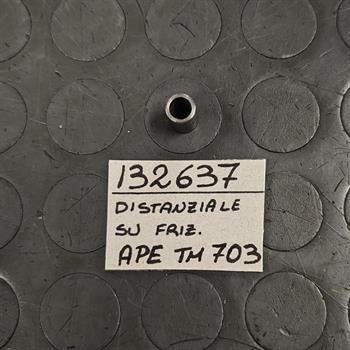 132637
DISTANZIALE
SU FRIZ.
APE TM 703